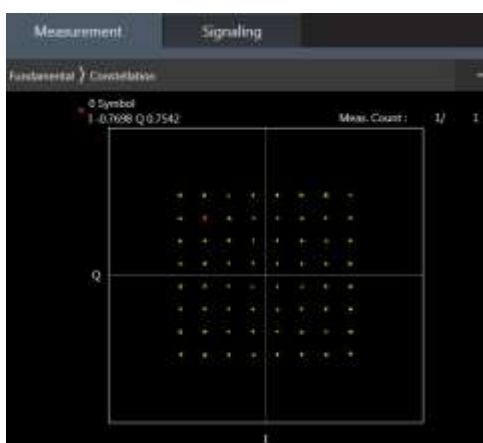 Measurement Signaling
Fundamental 〉 Constellation
0 Symbol
I -0.7698 Q 0.7542 Meas. Count : 1/ 1
Q
I